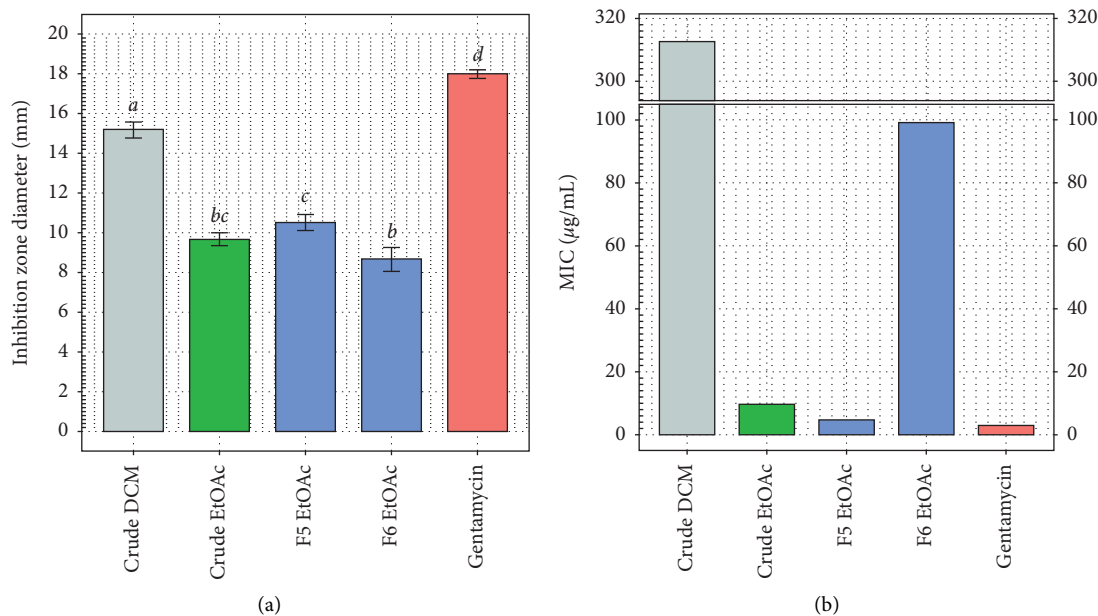 Inhibition zone diameter (mm)
20
18
16
14
12
10
8
6
4
2
0
a
bc
c
b
d
Crude DCM
Crude EtOAc
F5 EtOAc
F6 EtOAc
Gentamycin
(a)
MIC (µg/mL)
320
300
100
80
60
40
20
0
320
300
100
80
60
40
20
0
Crude DCM
Crude EtOAc
F5 EtOAc
F6 EtOAc
Gentamycin
(b)